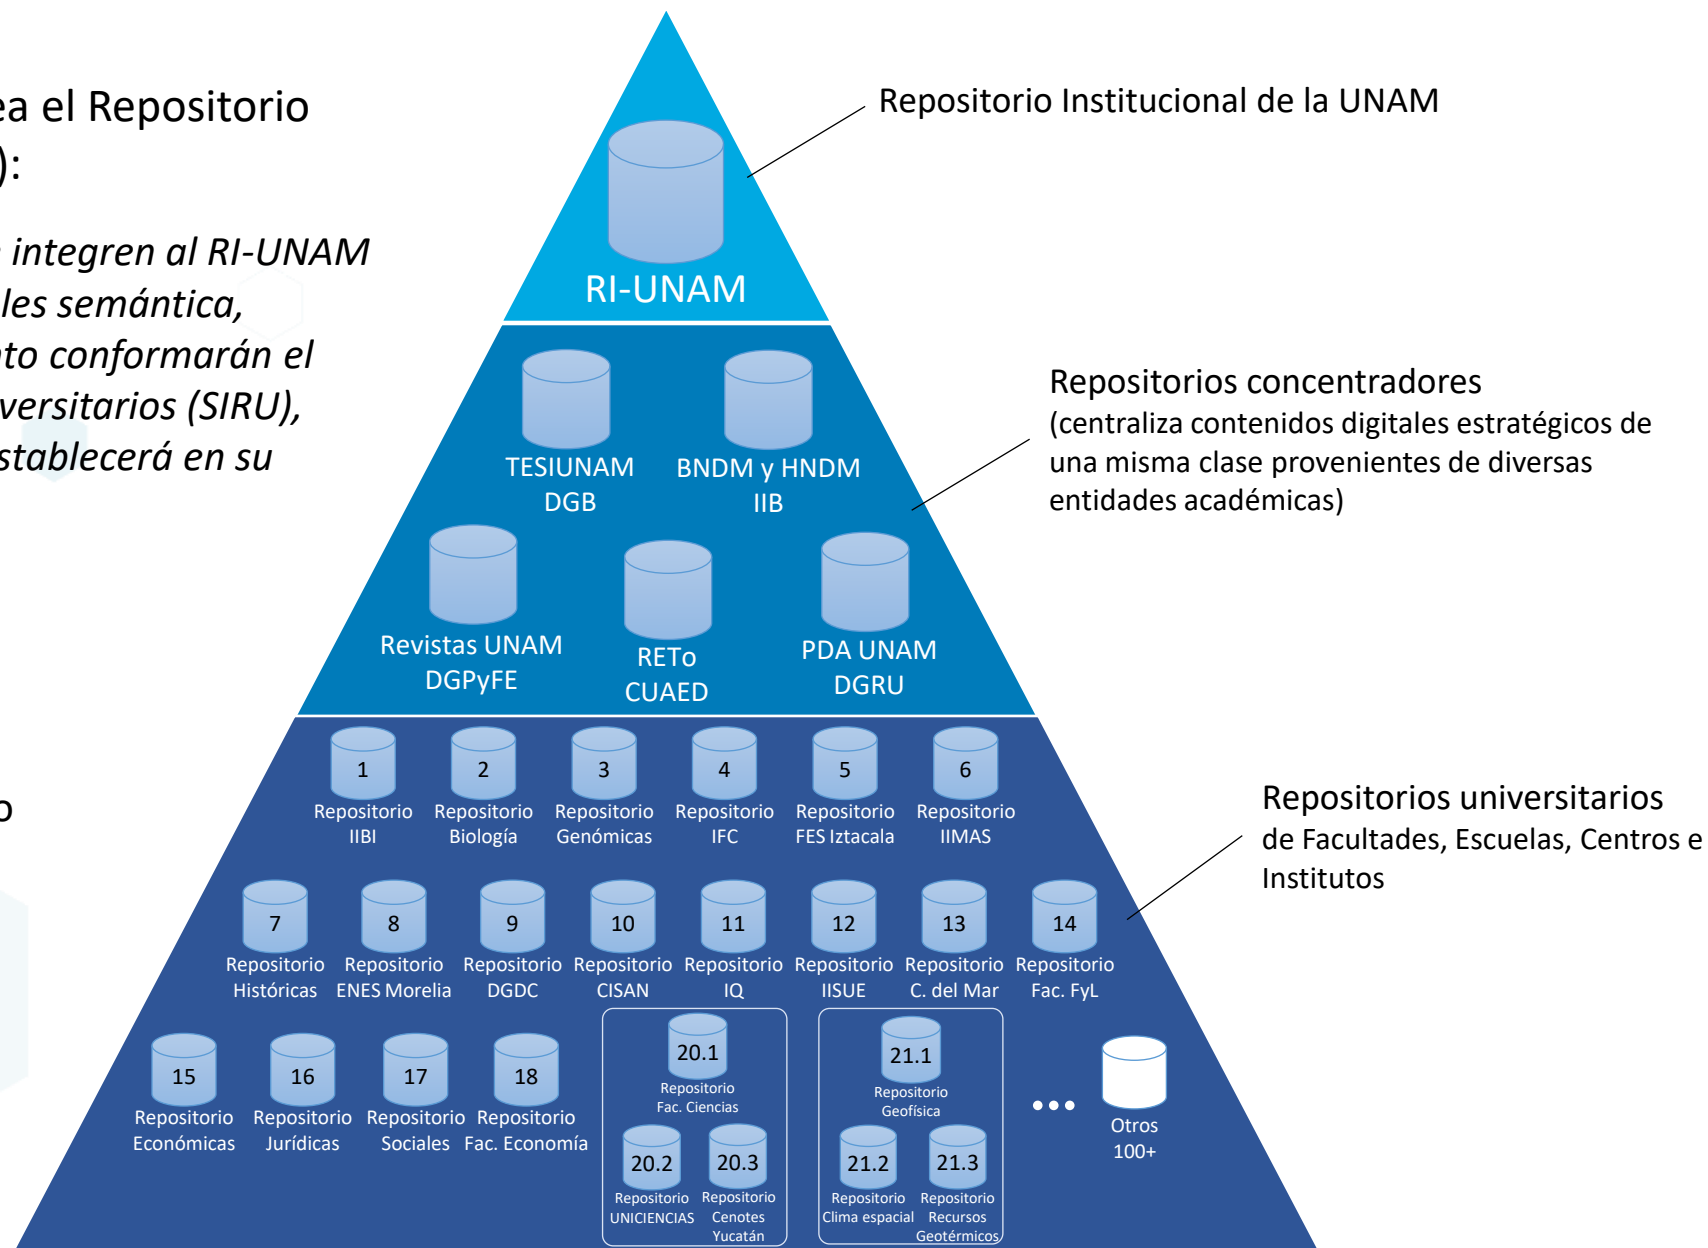 ea el Repositorio
):
integren al RI-UNAM
les semántica,
nto conformarán el
versitarios (SIRU),
stablecerá en su
o
Repositorio Institucional de la UNAM
RI-UNAM
Repositorios concentradores
(centraliza contenidos digitales estratégicos de
una misma clase provenientes de diversas
entidades académicas)
TESIUNAM
DGB
BNDM y HNDM
IIB
Revistas UNAM
DGPyFE
RETo
CUAED
PDA UNAM
DGRU
Repositorios universitarios
de Facultades, Escuelas, Centros e
Institutos
1
Repositorio
IIBI
2
Repositorio
Biología
3
Repositorio
Genómicas
4
Repositorio
IFC
5
Repositorio
FES Iztacala
6
Repositorio
IIMAS
7
Repositorio
Históricas
8
Repositorio
ENES Morelia
9
Repositorio
DGDC
10
Repositorio
CISAN
11
Repositorio
IQ
12
Repositorio
IISUE
13
Repositorio
C. del Mar
14
Repositorio
Fac. FyL
15
Repositorio
Económicas
16
Repositorio
Jurídicas
17
Repositorio
Sociales
18
Repositorio
Fac. Economía
20.1
Repositorio
Fac. Ciencias
20.2
Repositorio
UNICIENCIAS
20.3
Repositorio
Cenotes
Yucatán
21.1
Repositorio
Geofísica
21.2
Repositorio
Clima espacial
21.3
Repositorio
Recursos
Geotérmicos
...
Otros
100+